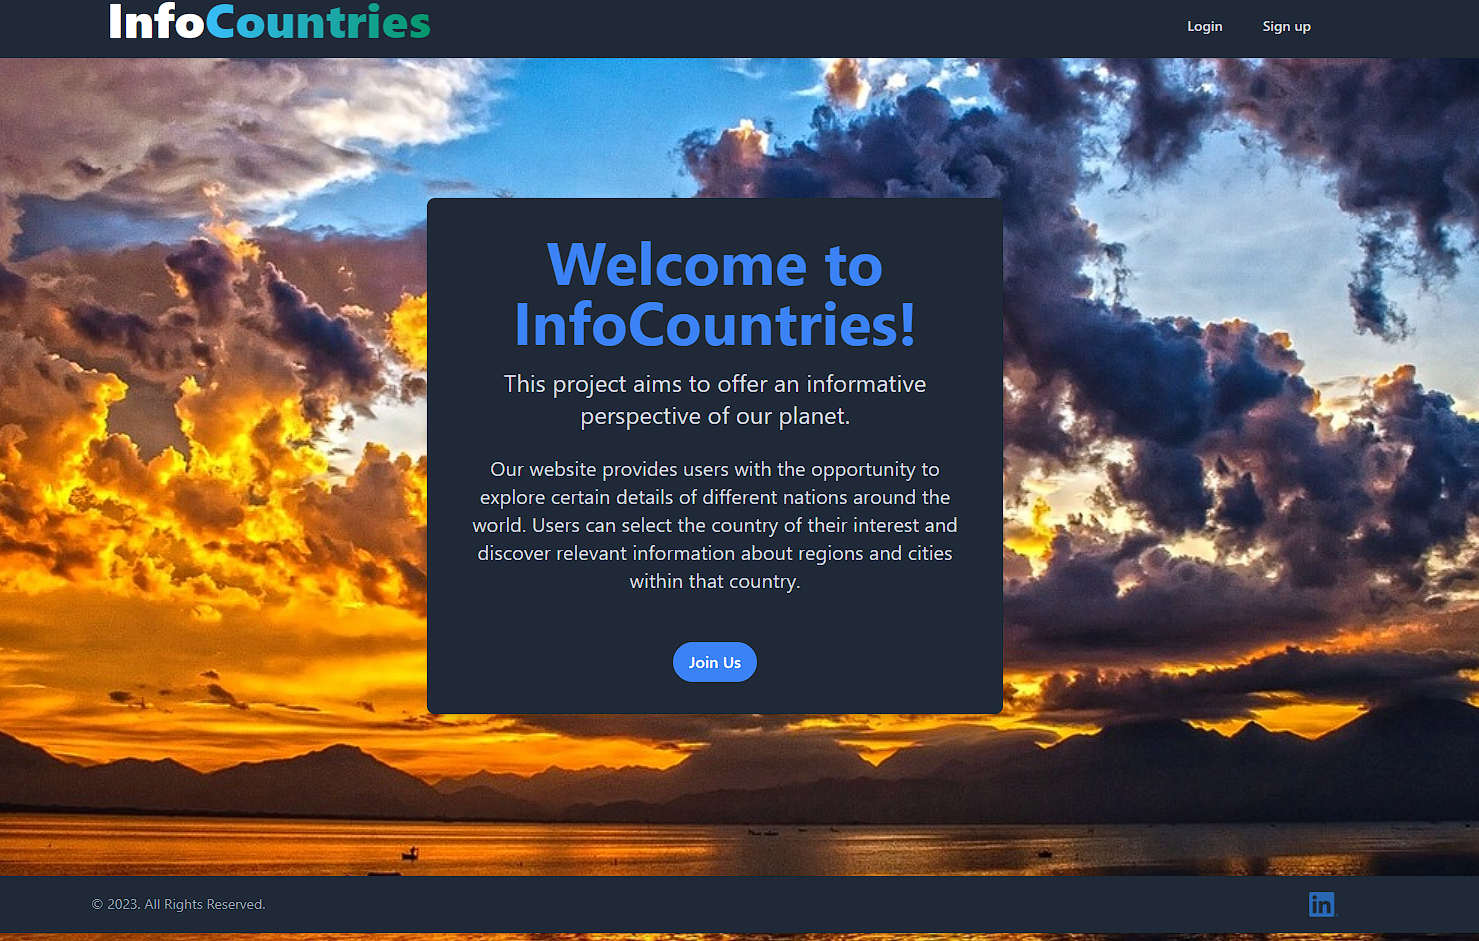 InfoCountries
Login
Sign up
Welcome to
InfoCountries!
This project aims to offer an informative
perspective of our planet.
Our website provides users with the opportunity to
explore certain details of different nations around the
world. Users can select the country of their interest and
discover relevant information about regions and cities
within that country.
Join Us
© 2023. All Rights Reserved.
in